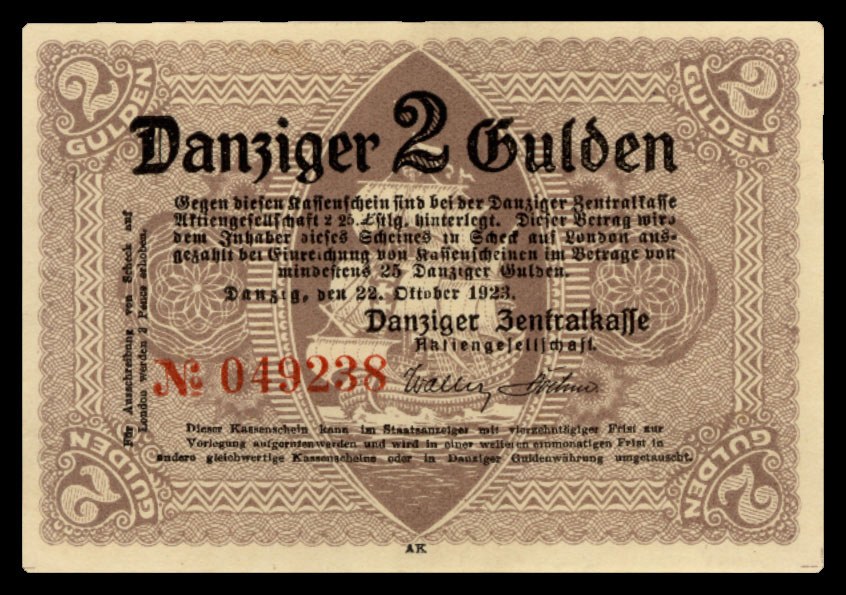 2
GULDEN
2
GULDEN
Danziger 2 Gulden
Gegen diesen Kassenschein sind bei der Danziger Zentralkasse
Aktiengesellschaft 2 25. £stlg. hinterlegt. Dieser Betrag wird
dem Inhaber dieses Scheines in Scheck auf London aus-
gezahlt bei Einreichung von Kassenscheinen im Betrage von
mindestens 25 Danziger Gulden.
Danzig, den 22. Oktober 1923.
Danziger Zentralkasse
Aktiengesellschaft.
№ 049238
Für Ausschreibung von Scheck auf
London werden 2 Pence erhoben.
Dieser Kassenschein kann im Staatsanzeiger mit vierzehntägiger Frist zur
Vorlegung aufgerufen werden und wird in einer weiteren einmonatigen Frist in
andere gleichwertige Kassenscheine oder in Danziger Guldenwährung umgetauscht.
2
GULDEN
2
GULDEN
AK